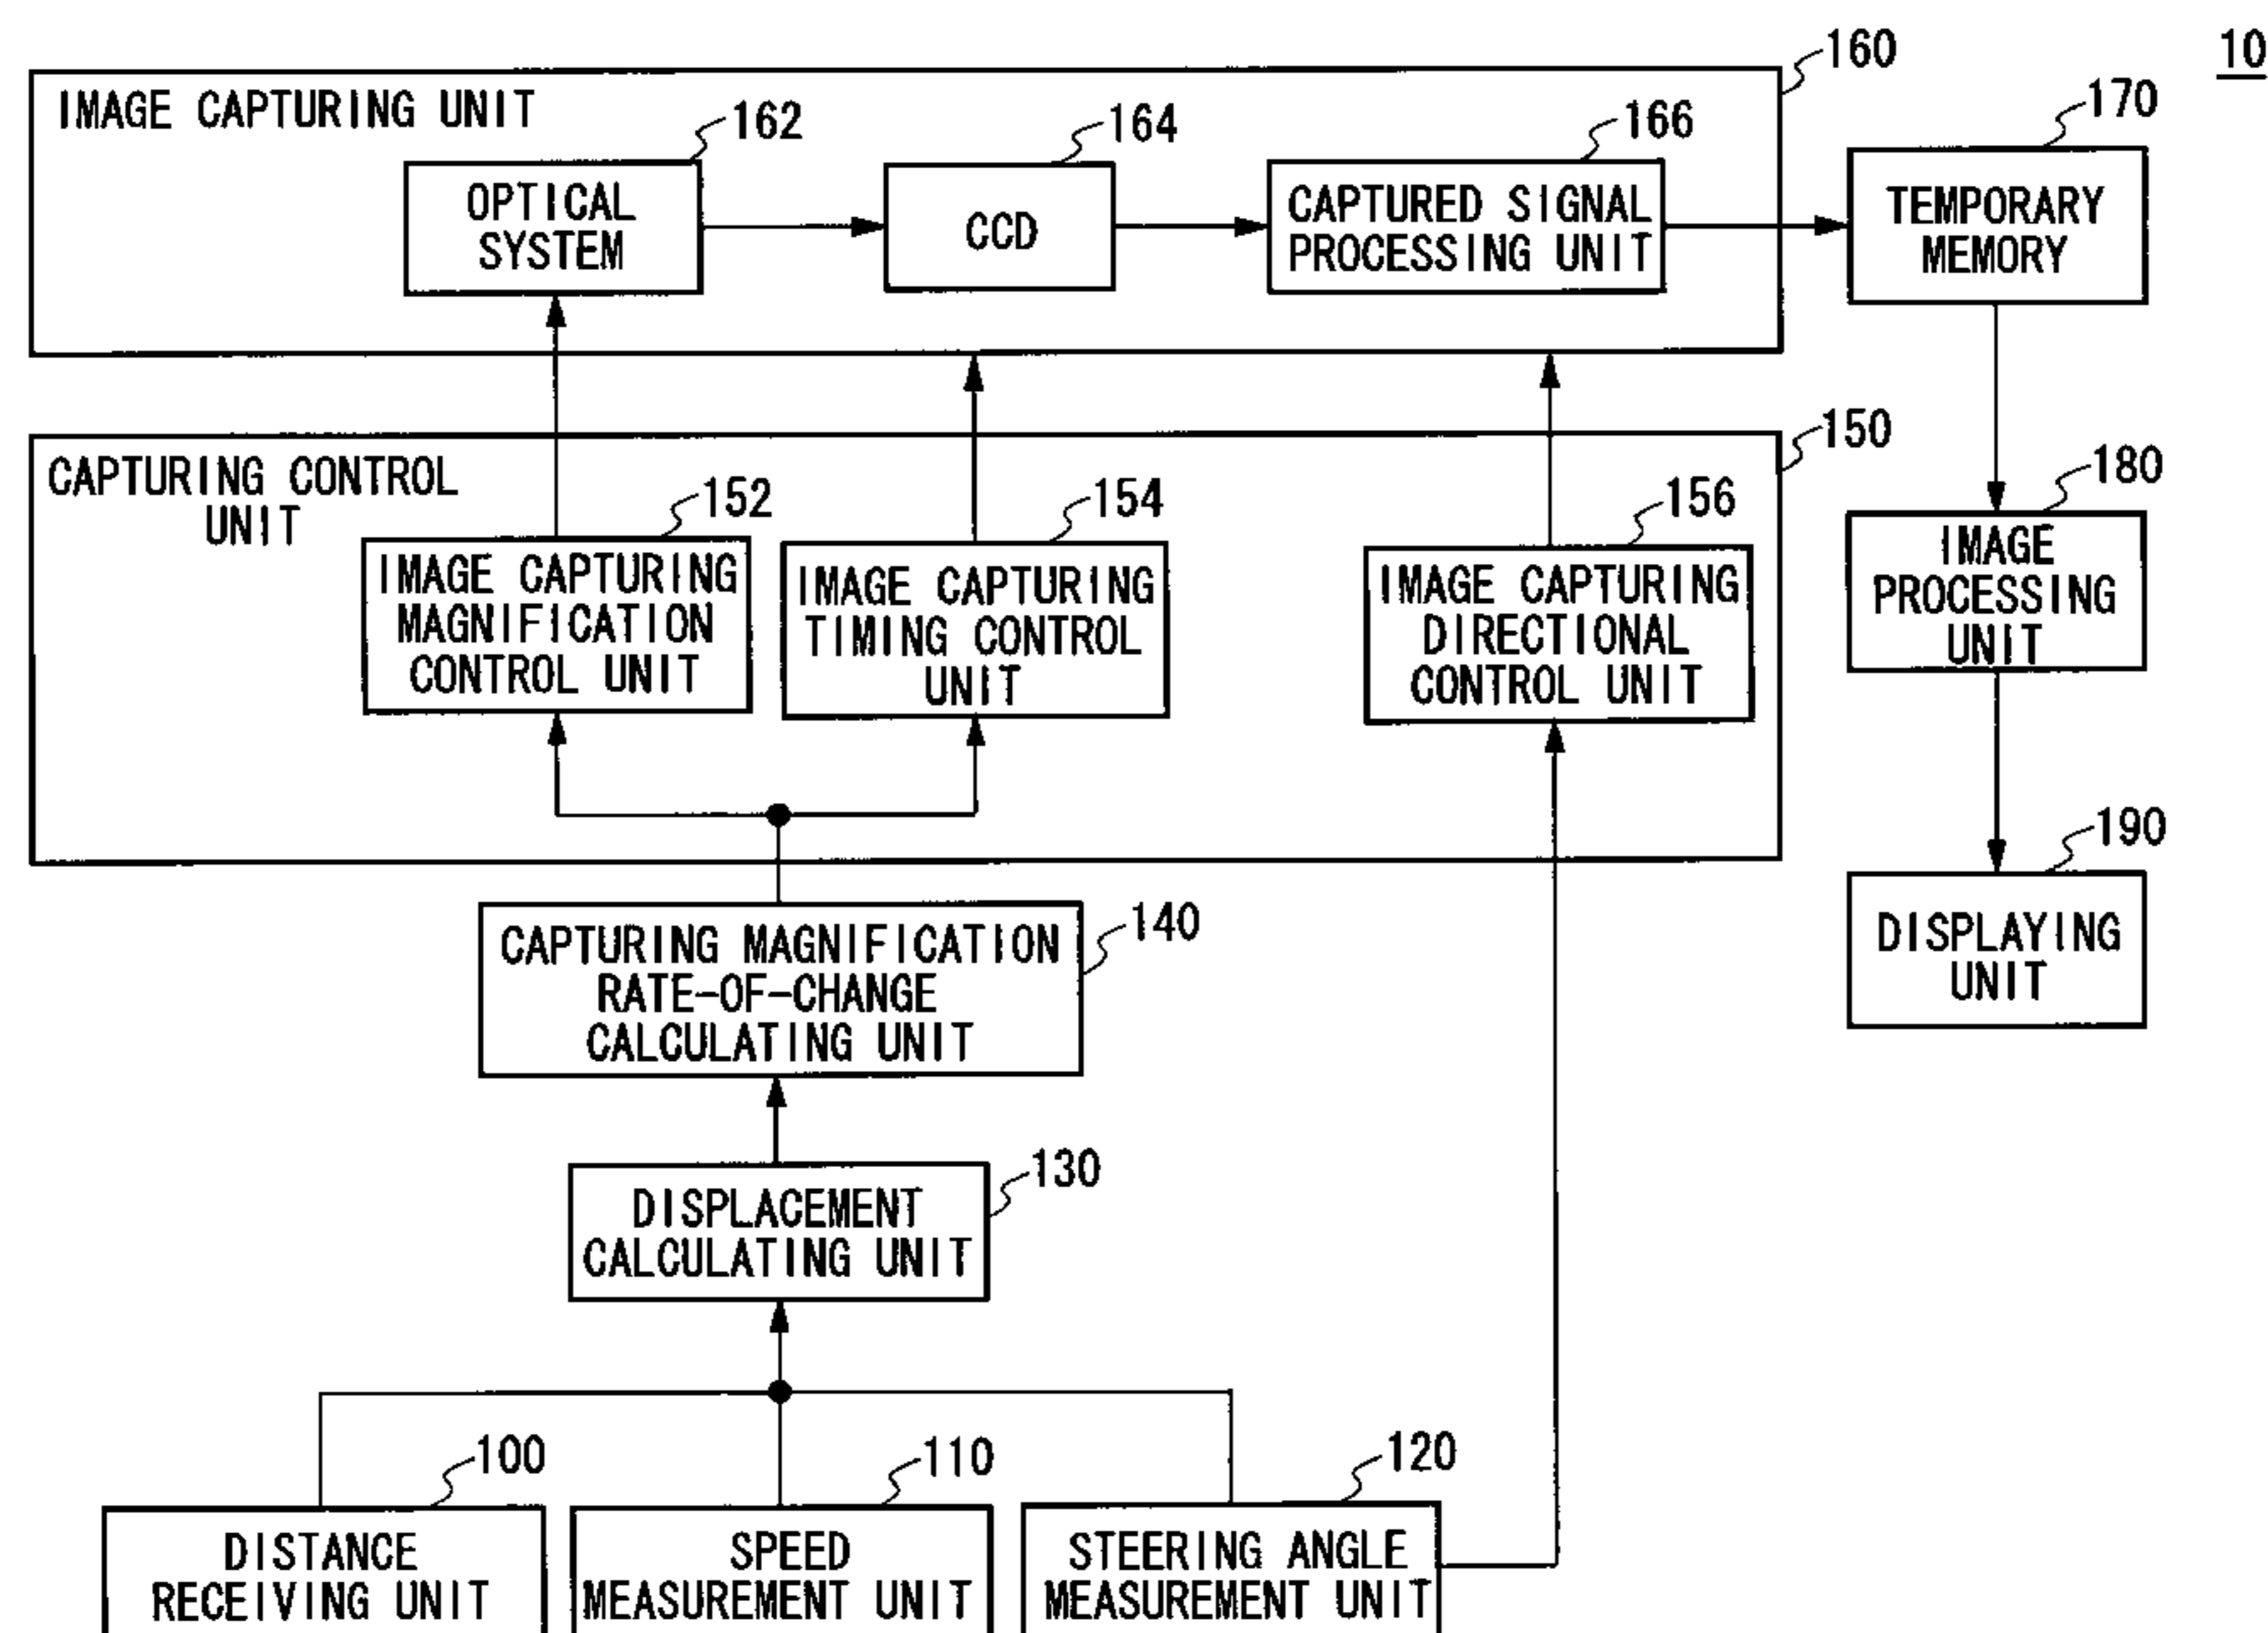 10
160
IMAGE CAPTURING UNIT
162
164
166
170
OPTICAL
SYSTEM
CCD
CAPTURED SIGNAL
PROCESSING UNIT
TEMPORARY
MEMORY
150
CAPTURING CONTROL
UNIT
152
154
156
180
IMAGE CAPTURING
MAGNIFICATION
CONTROL UNIT
IMAGE CAPTURING
TIMING CONTROL
UNIT
IMAGE CAPTURING
DIRECTIONAL
CONTROL UNIT
IMAGE
PROCESSING
UNIT
190
DISPLAYING
UNIT
140
CAPTURING MAGNIFICATION
RATE-OF-CHANGE
CALCULATING UNIT
130
DISPLACEMENT
CALCULATING UNIT
100
110
120
DISTANCE
RECEIVING UNIT
SPEED
MEASUREMENT UNIT
STEERING ANGLE
MEASUREMENT UNIT